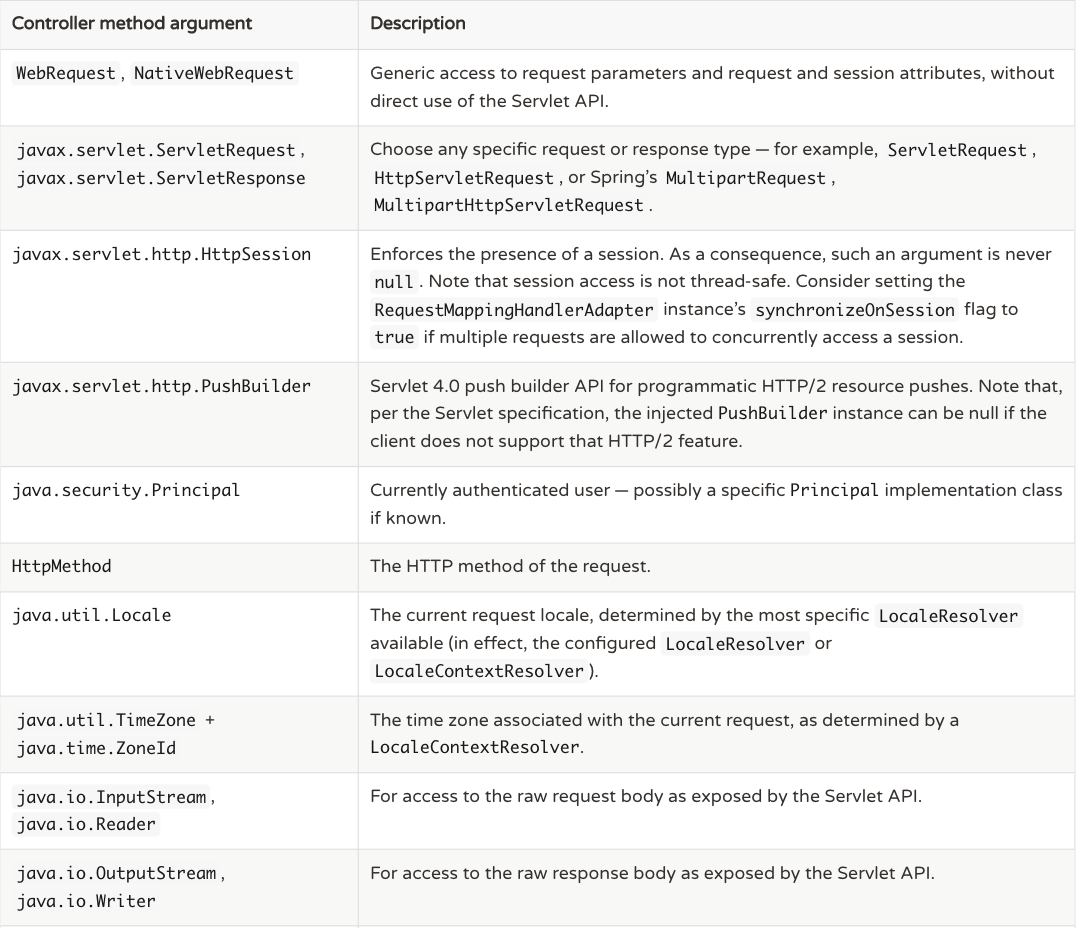 Controller method argument
Description
WebRequest, NativeWebRequest
Generic access to request parameters and request and session attributes, without
direct use of the Servlet API.
javax.servlet.ServletRequest,
javax.servlet.ServletResponse
Choose any specific request or response type — for example, ServletRequest,
HttpServletRequest, or Spring’s MultipartRequest,
MultipartHttpServletRequest.
javax.servlet.http.HttpSession
Enforces the presence of a session. As a consequence, such an argument is never
null. Note that session access is not thread-safe. Consider setting the
RequestMappingHandlerAdapter instance’s synchronizeOnSession flag to
true if multiple requests are allowed to concurrently access a session.
javax.servlet.http.PushBuilder
Servlet 4.0 push builder API for programmatic HTTP/2 resource pushes. Note that,
per the Servlet specification, the injected PushBuilder instance can be null if the
client does not support that HTTP/2 feature.
java.security.Principal
Currently authenticated user — possibly a specific Principal implementation class
if known.
HttpMethod
The HTTP method of the request.
java.util.Locale
The current request locale, determined by the most specific LocaleResolver
available (in effect, the configured LocaleResolver or
LocaleContextResolver).
java.util.TimeZone +
java.time.ZoneId
The time zone associated with the current request, as determined by a
LocaleContextResolver.
java.io.InputStream,
java.io.Reader
For access to the raw request body as exposed by the Servlet API.
java.io.OutputStream,
java.io.Writer
For access to the raw response body as exposed by the Servlet API.